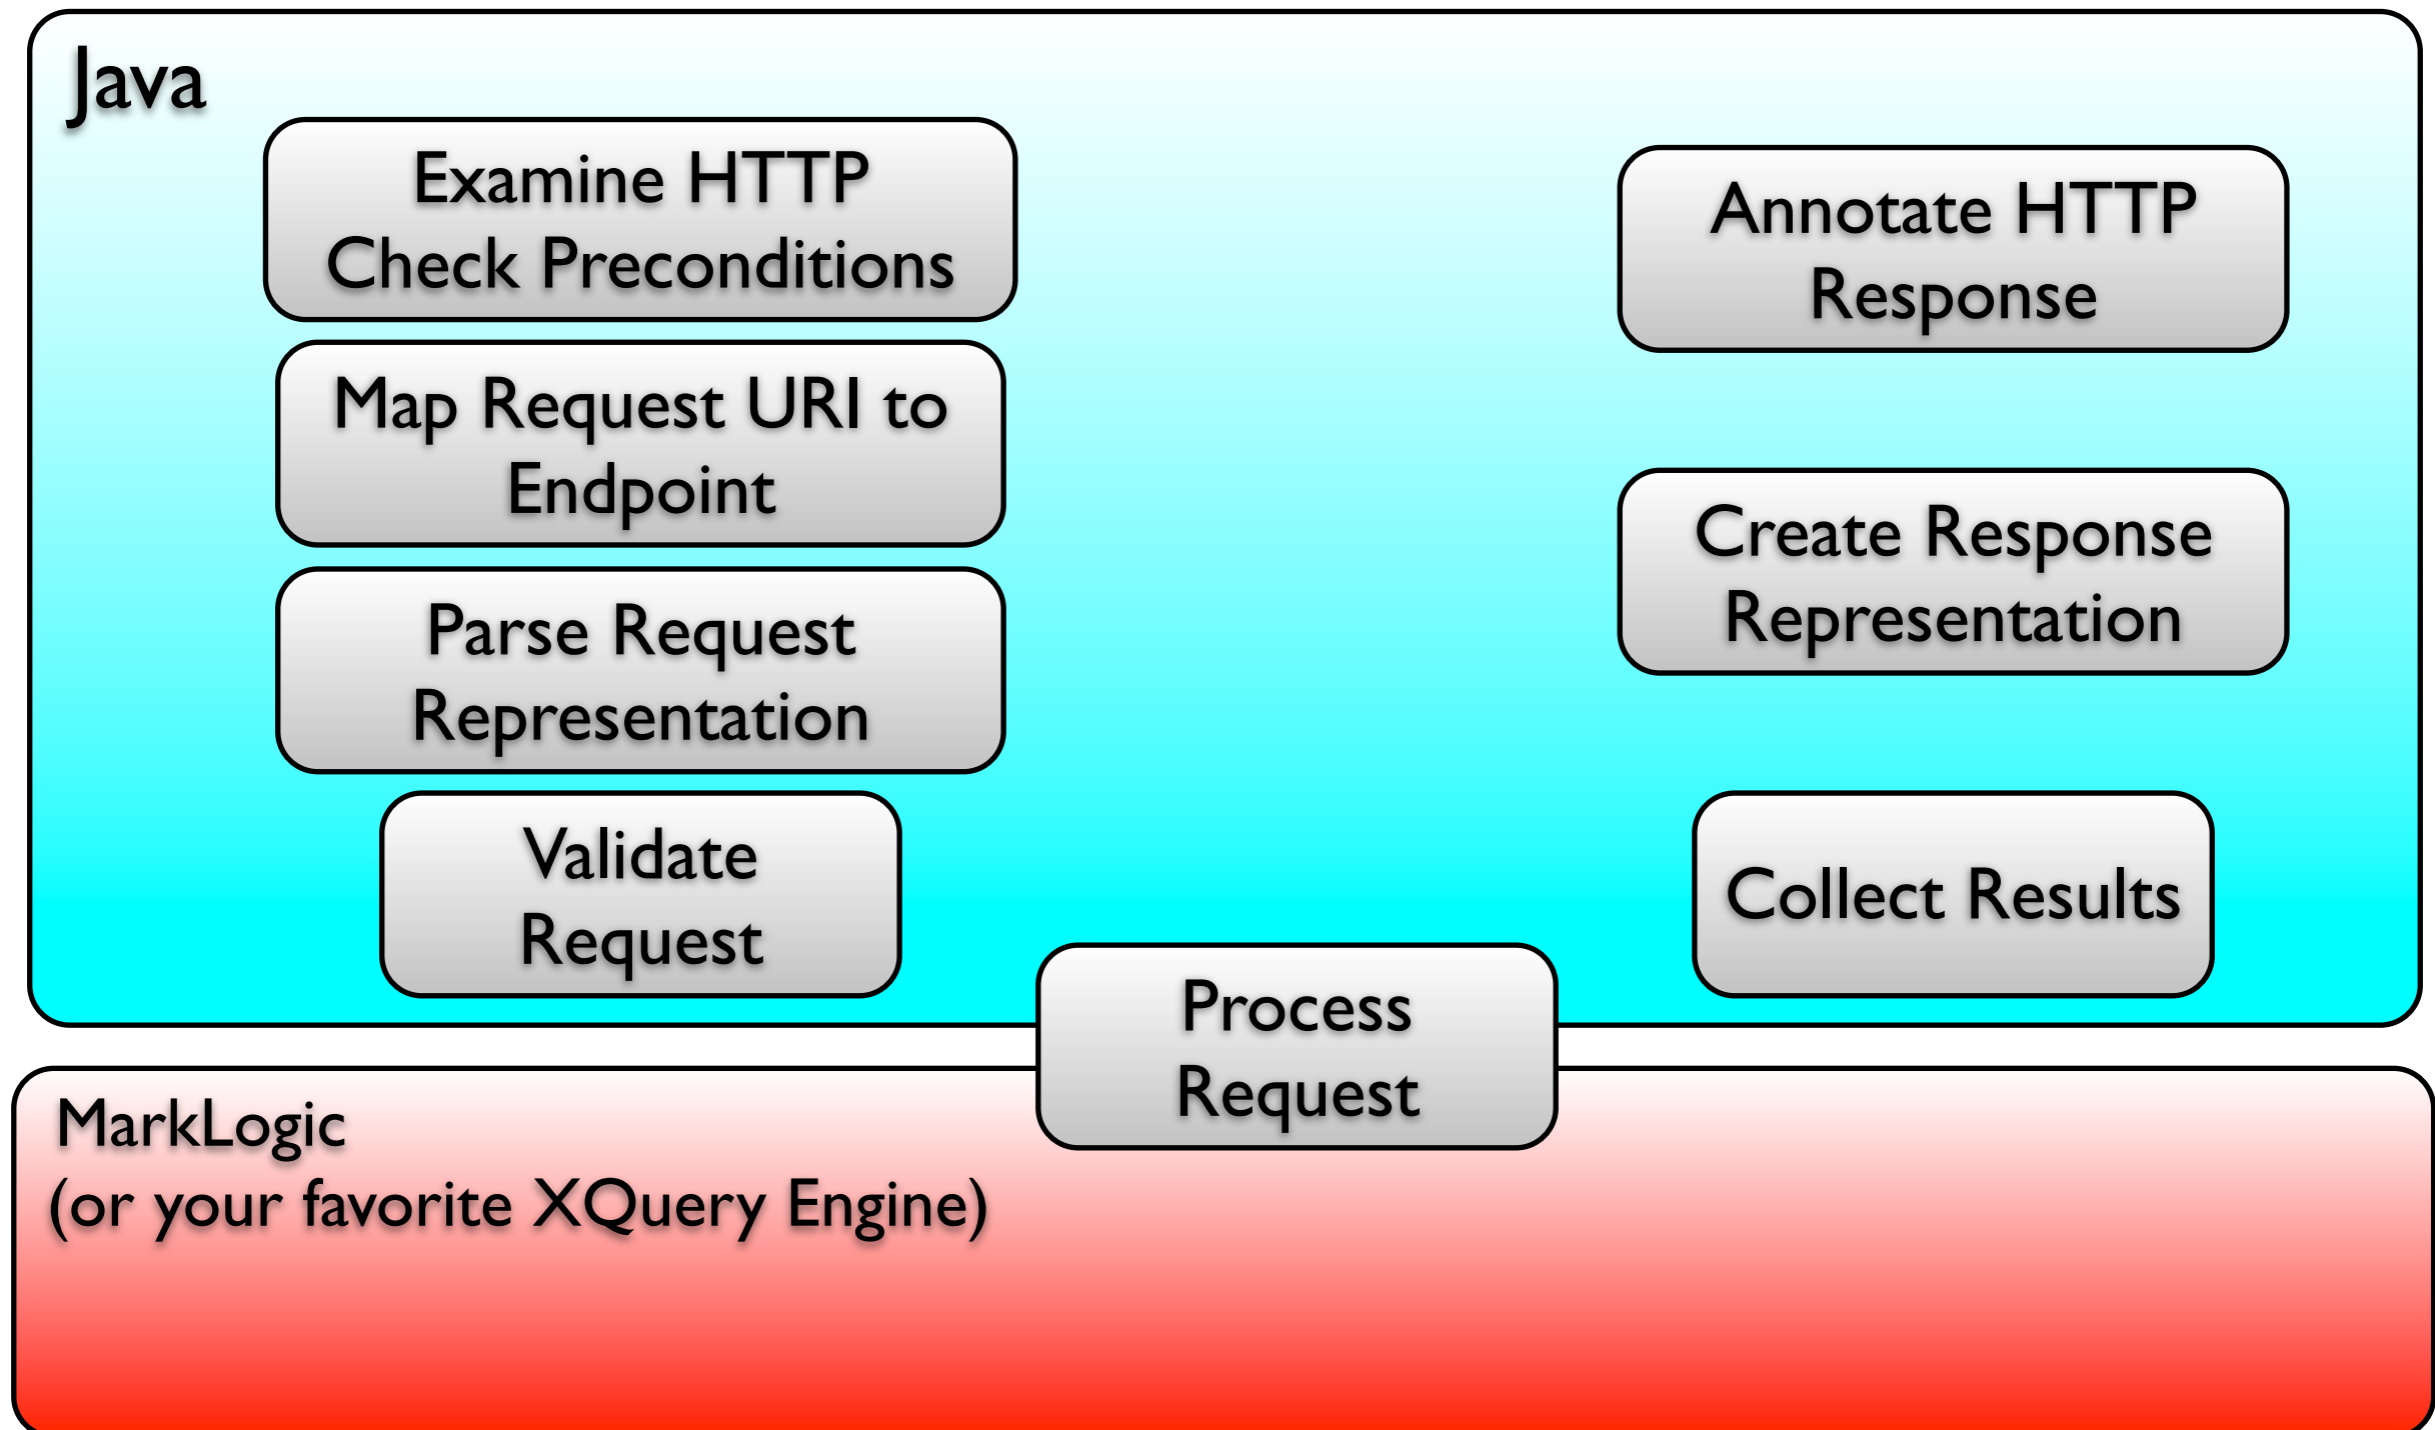 Java
Examine HTTP
Check Preconditions
Map Request URI to
Endpoint
Parse Request
Representation
Validate
Request
Process
Request
Collect Results
Create Response
Representation
Annotate HTTP
Response
MarkLogic
(or your favorite XQuery Engine)